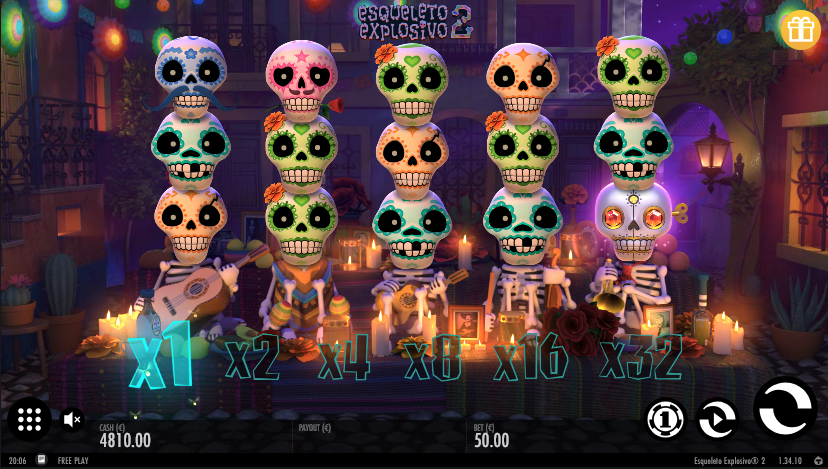 esqueleto
explosivo 2
x1 x2 x4 x8 x16 x32
CASH (€) PAYOUT (€) BET (€)
4810.00 50.00
1
20:06 FREE PLAY Esqueleto Explosivo® 2 1.34.10